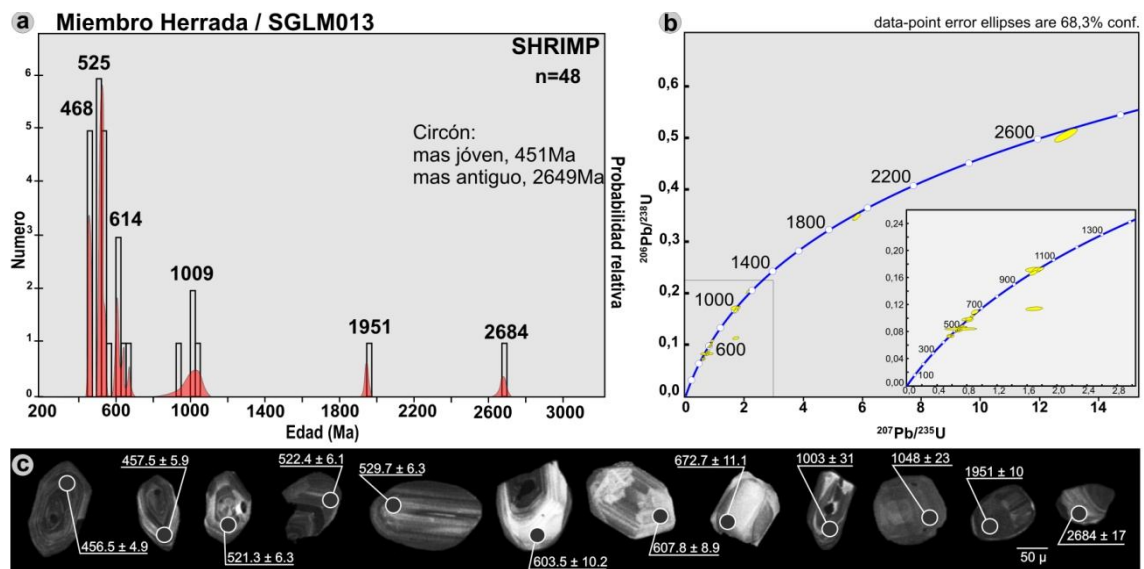 a Miembro Herrada / SGLM013
SHRIMP
n=48
468
525
614
1009
1951
2684
Circón:
mas jóven, 451Ma
mas antiguo, 2649Ma
Numero
6
5
4
3
2
1
0
Probabilidad relativa
200 600 1000 1400 1800 2200 2600 3000
Edad (Ma)
b data-point error ellipses are 68,3% conf.
206Pb/238U
0,6
0,5
0,4
0,3
0,2
0,1
0,0
2600
2200
1800
1400
1000
600
0 2 4 6 8 10 12 14
207Pb/235U
0,24
0,20
0,16
0,12
0,08
0,04
0,00
1300
1100
900
700
500
300
100
0,0 0,4 0,8 1,2 1,6 2,0 2,4 2,8
c
457.5 ± 5.9
522.4 ± 6.1
529.7 ± 6.3
672.7 ± 11.1
1003 ± 31
1048 ± 23
1951 ± 10
456.5 ± 4.9
521.3 ± 6.3
603.5 ± 10.2
607.8 ± 8.9
50 µ
2684 ± 17